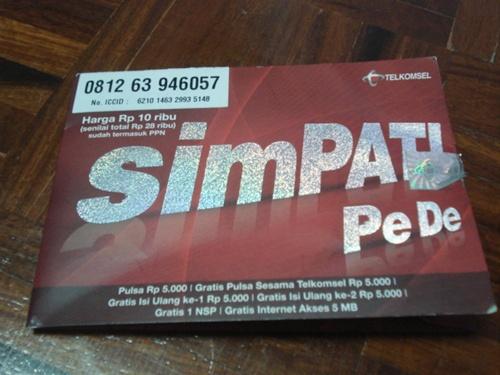 0812 63 946057
No. ICCID : 6210 1463 2993 5148
TELKOMSEL
Harga Rp 10 ribu
(senilai total Rp 28 ribu)
sudah termasuk PPN
simPATI
PeDe
Pulsa Rp 5.000 | Gratis Pulsa Sesama Telkomsel Rp 5.000 |
Gratis Isi Ulang ke-1 Rp 5.000 | Gratis Isi Ulang ke-2 Rp 5.000 |
Gratis 1 NSP | Gratis Internet Akses 5 MB